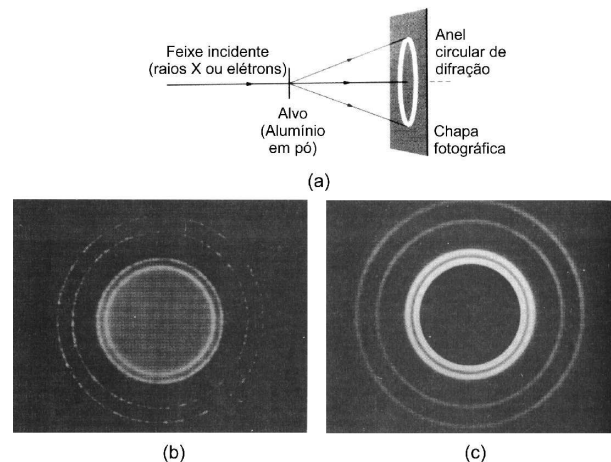 Feixe incidente
(raios X ou elétrons)
Alvo
(Alumínio
em pó)
Anel
circular de
difração
Chapa
fotográfica
(a)
(b)
(c)